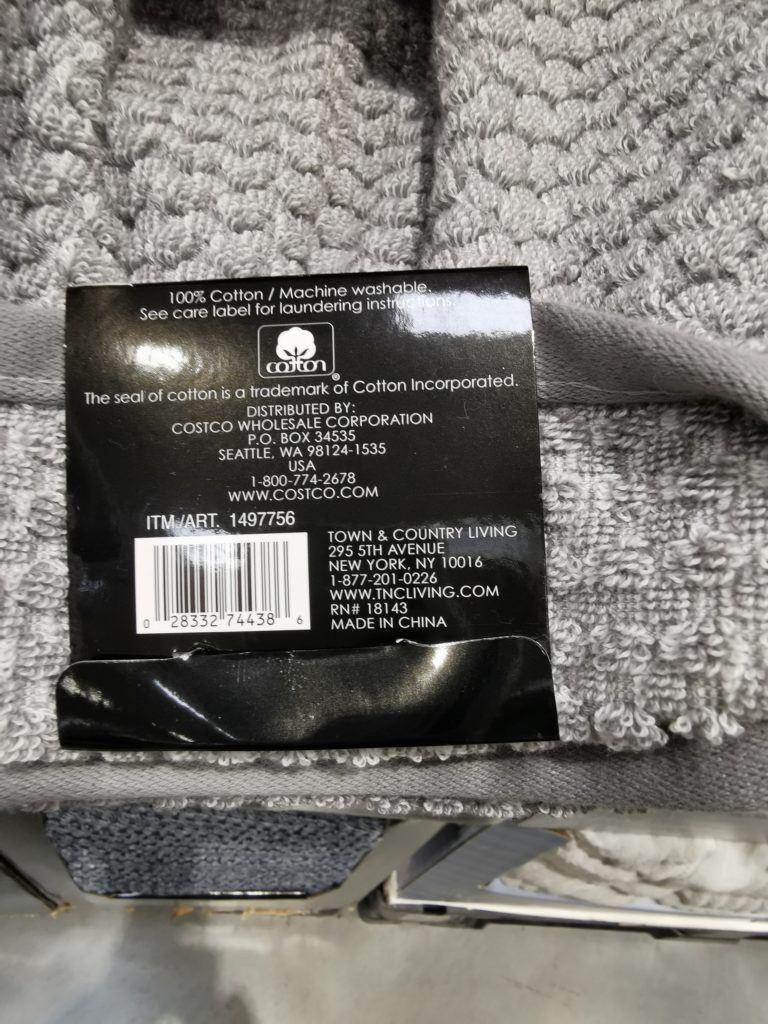 100% Cotton / Machine washable.
See care label for laundering instructions.
cotton
®
The seal of cotton is a trademark of Cotton Incorporated.
DISTRIBUTED BY:
COSTCO WHOLESALE CORPORATION
P.O. BOX 34535
SEATTLE, WA 98124-1535
USA
1-800-774-2678
WWW.COSTCO.COM
ITM./ART. 1497756
0 28332 74438 6
TOWN & COUNTRY LIVING
295 5TH AVENUE
NEW YORK, NY 10016
1-877-201-0226
WWW.TNCLIVING.COM
RN# 18143
MADE IN CHINA